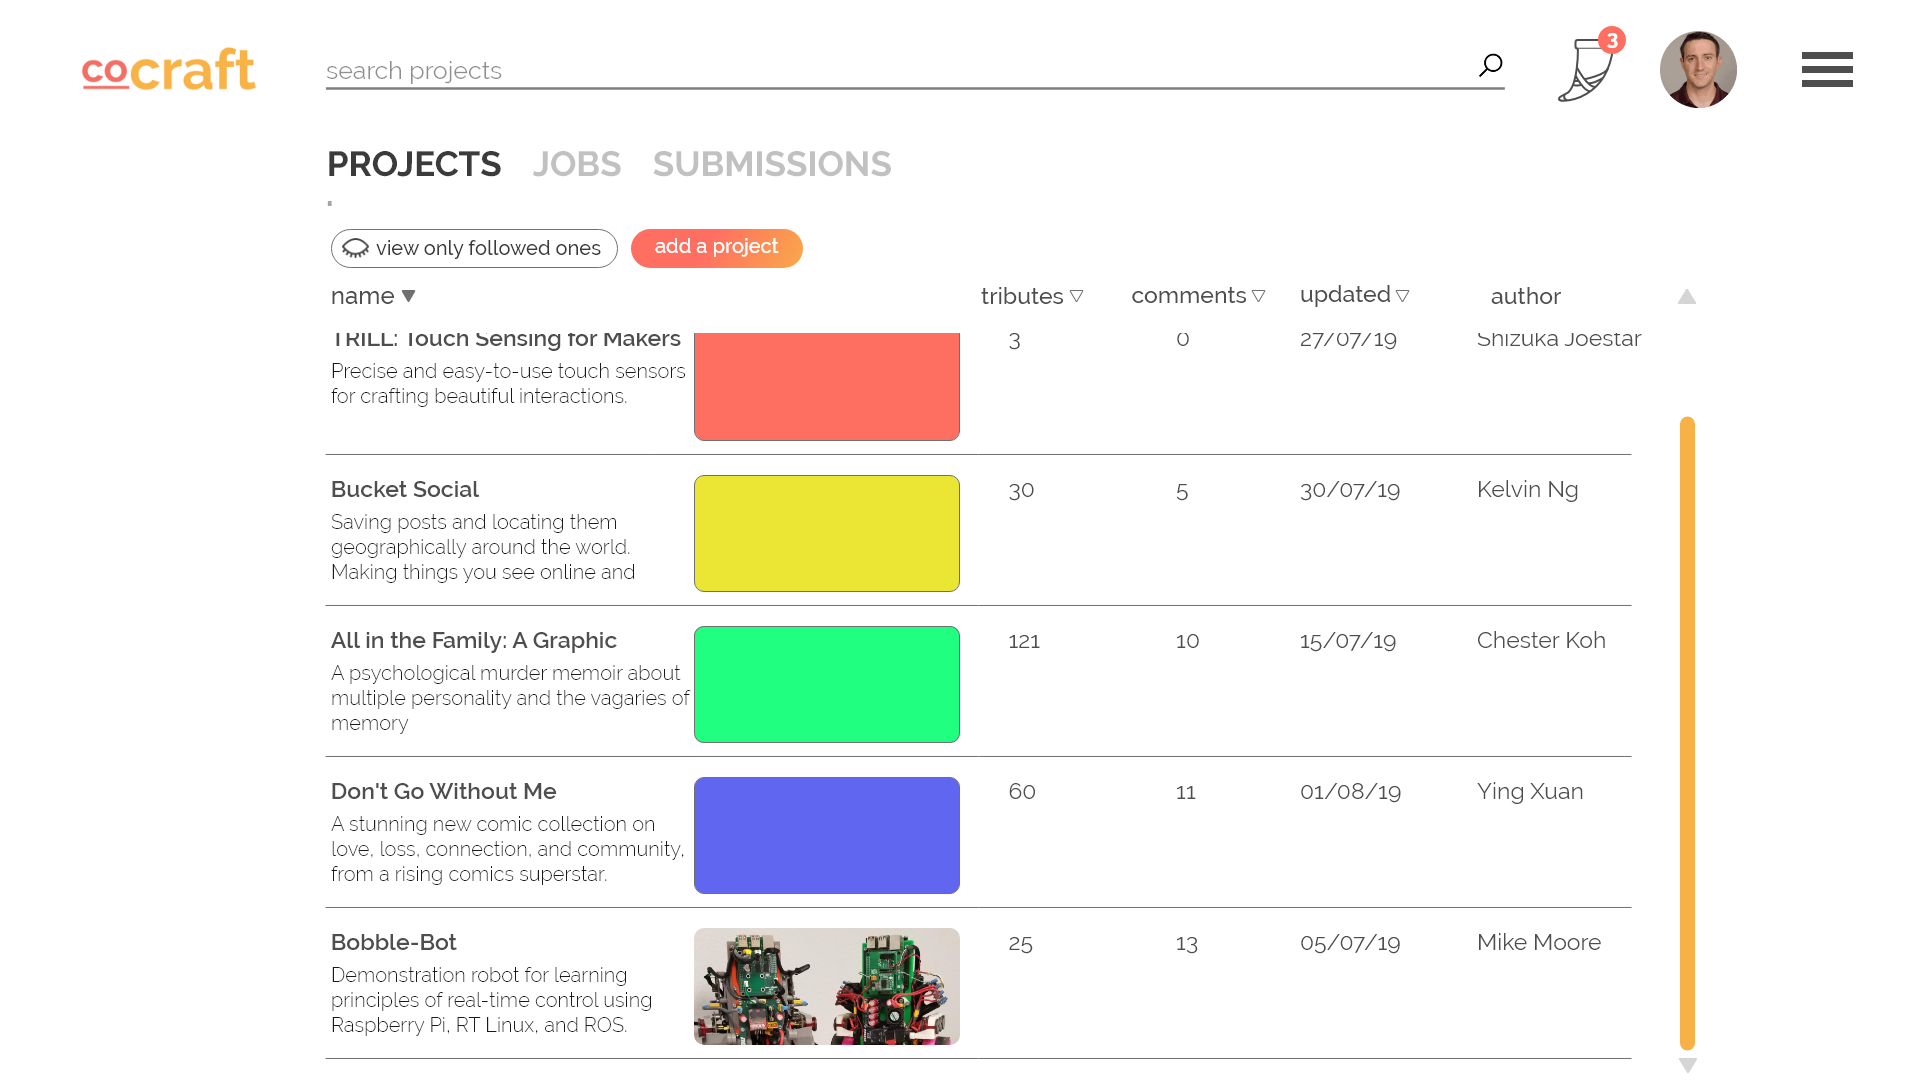 cocraft
search projects
3
PROJECTS JOBS SUBMISSIONS
view only followed ones
add a project
name tributes comments updated author
TRILL: Touch Sensing for Makers 3 0 27/07/19 Shizuka Joestar
Precise and easy-to-use touch sensors
for crafting beautiful interactions.
Bucket Social 30 5 30/07/19 Kelvin Ng
Saving posts and locating them
geographically around the world.
Making things you see online and
All in the Family: A Graphic 121 10 15/07/19 Chester Koh
A psychological murder memoir about
multiple personality and the vagaries of
memory
Don't Go Without Me 60 11 01/08/19 Ying Xuan
A stunning new comic collection on
love, loss, connection, and community,
from a rising comics superstar.
Bobble-Bot 25 13 05/07/19 Mike Moore
Demonstration robot for learning
principles of real-time control using
Raspberry Pi, RT Linux, and ROS.